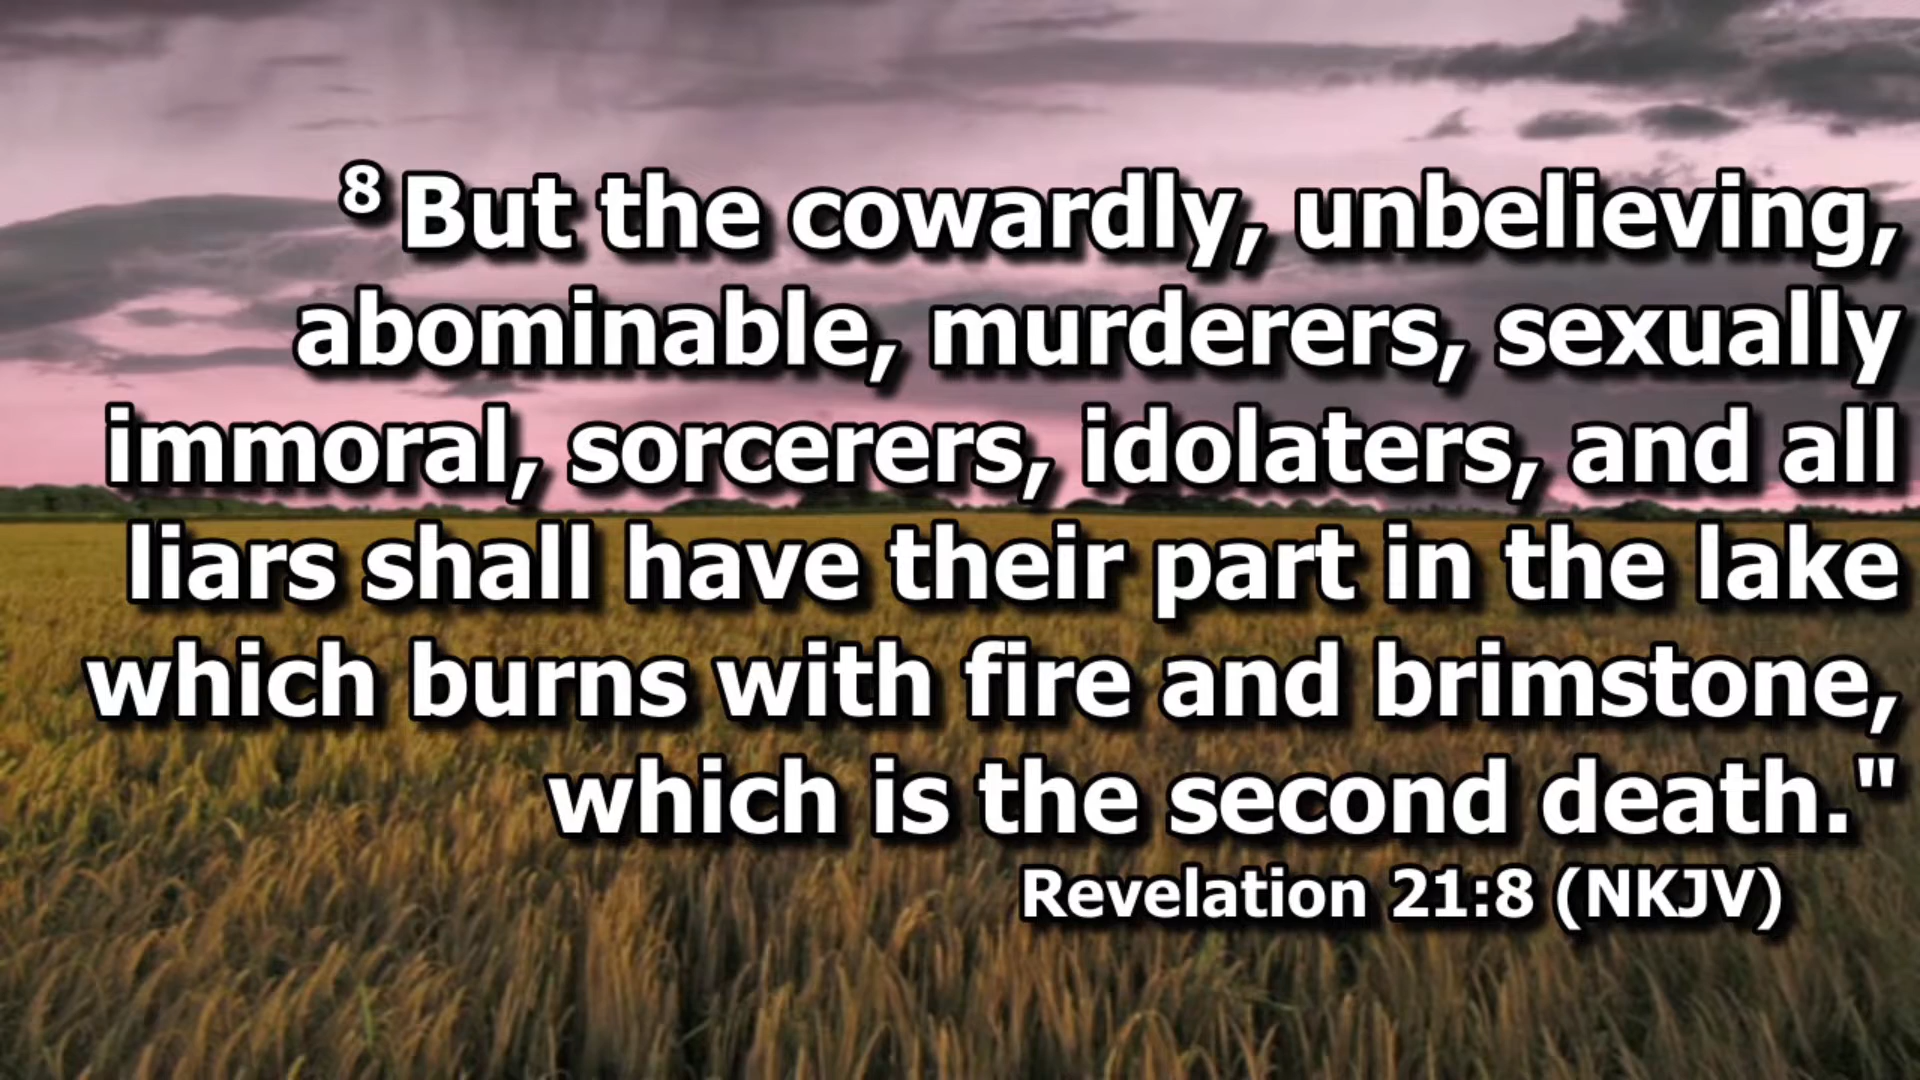 8 But the cowardly, unbelieving,
abominable, murderers, sexually
immoral, sorcerers, idolaters, and all
liars shall have their part in the lake
which burns with fire and brimstone,
which is the second death."
Revelation 21:8 (NKJV)